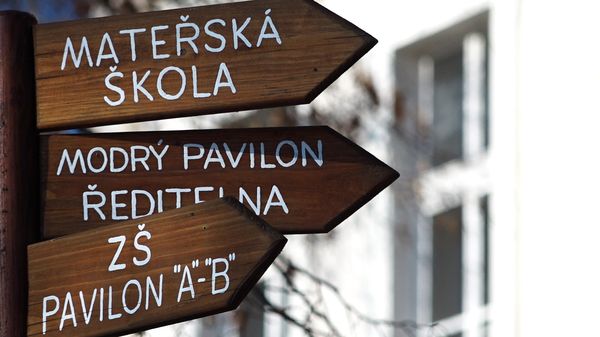 MATEŘSKÁ
ŠKOLA
MODRÝ PAVILON
ŘEDITELNA
ZŠ
PAVILON "A"-"B"